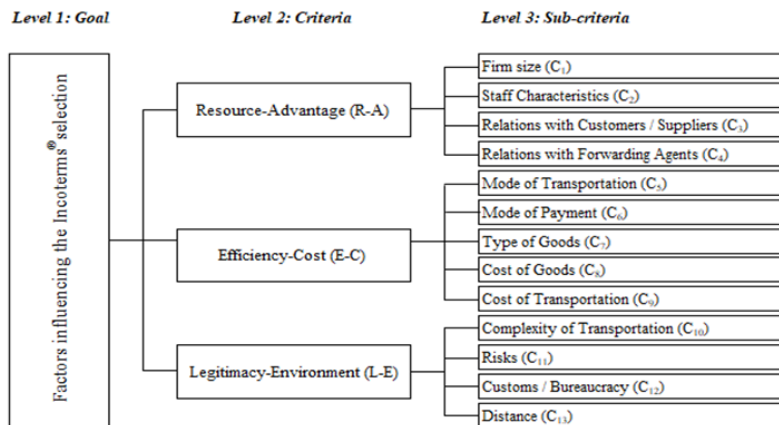 Level 1: Goal
Level 2: Criteria
Level 3: Sub-criteria
Factors influencing the Incoterms® selection
Resource-Advantage (R-A)
Firm size (C₁)
Staff Characteristics (C₂)
Relations with Customers / Suppliers (C₃)
Relations with Forwarding Agents (C₄)
Efficiency-Cost (E-C)
Mode of Transportation (C₅)
Mode of Payment (C₆)
Type of Goods (C₇)
Cost of Goods (C₈)
Cost of Transportation (C₉)
Legitimacy-Environment (L-E)
Complexity of Transportation (C₁₀)
Risks (C₁₁)
Customs / Bureaucracy (C₁₂)
Distance (C₁₃)